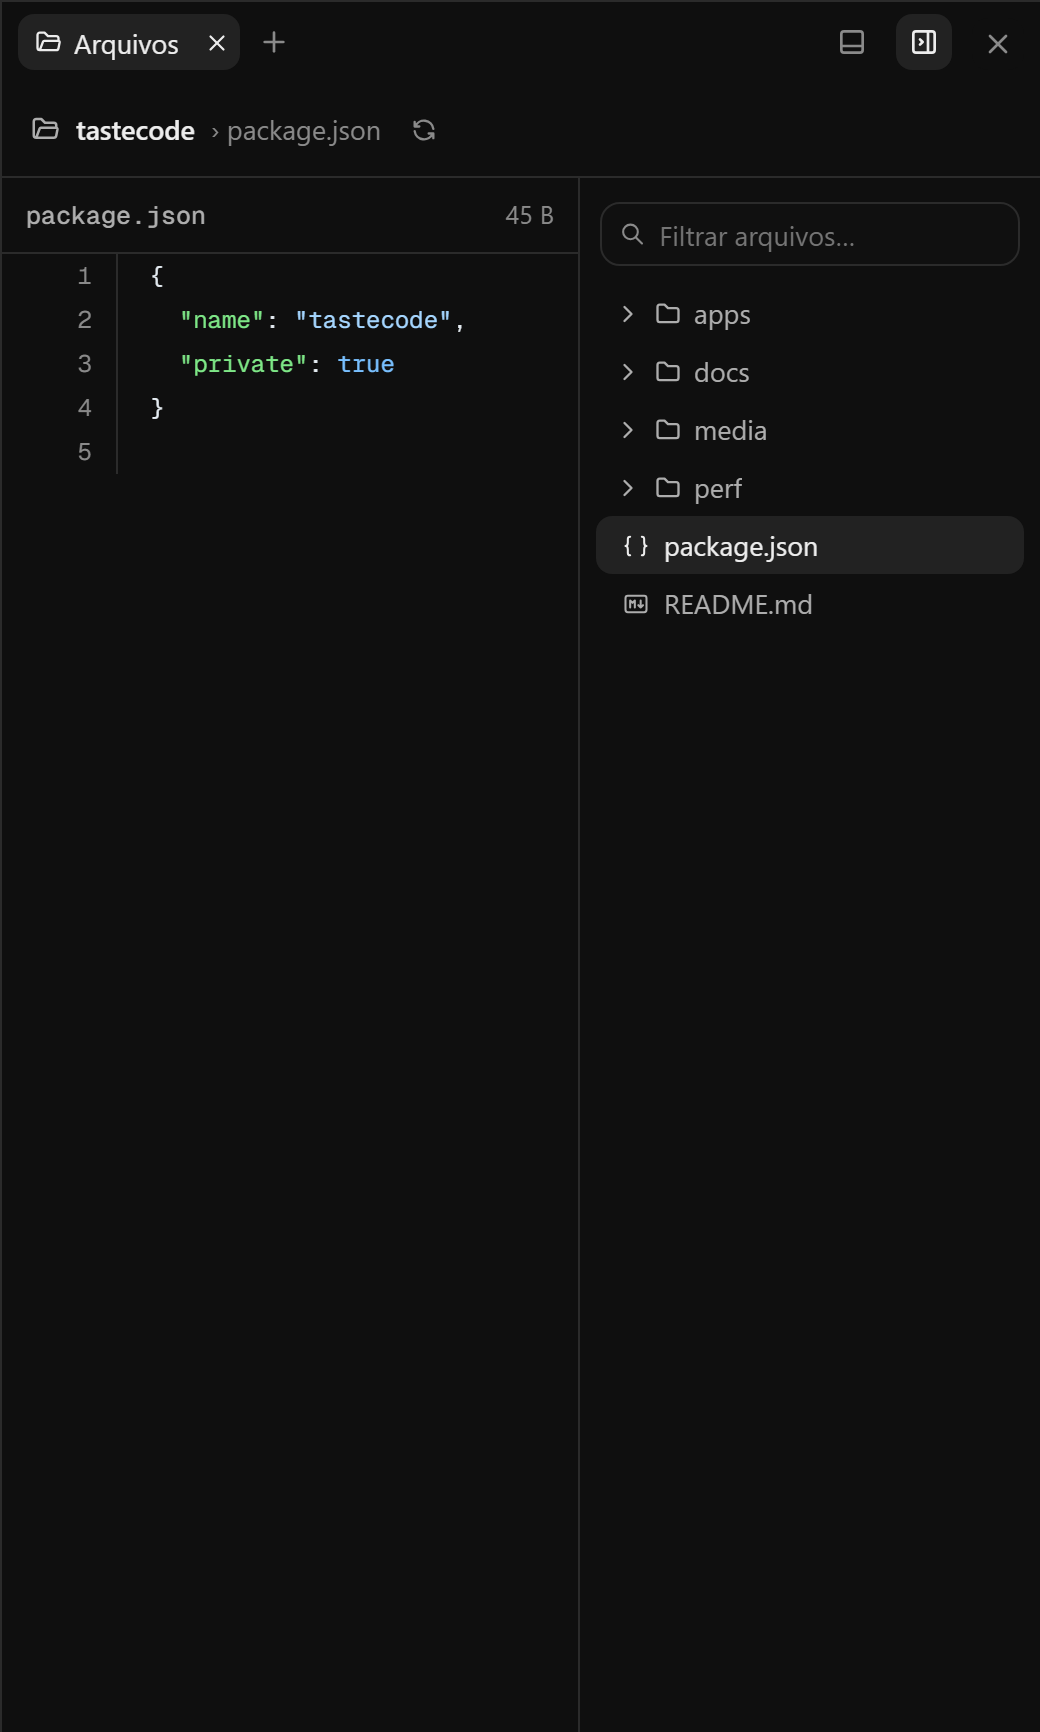 Arquivos
tastecode › package.json
package.json 45 B
1 {
2   "name": "tastecode",
3   "private": true
4 }
5
Filtrar arquivos...
apps
docs
media
perf
{ } package.json
README.md